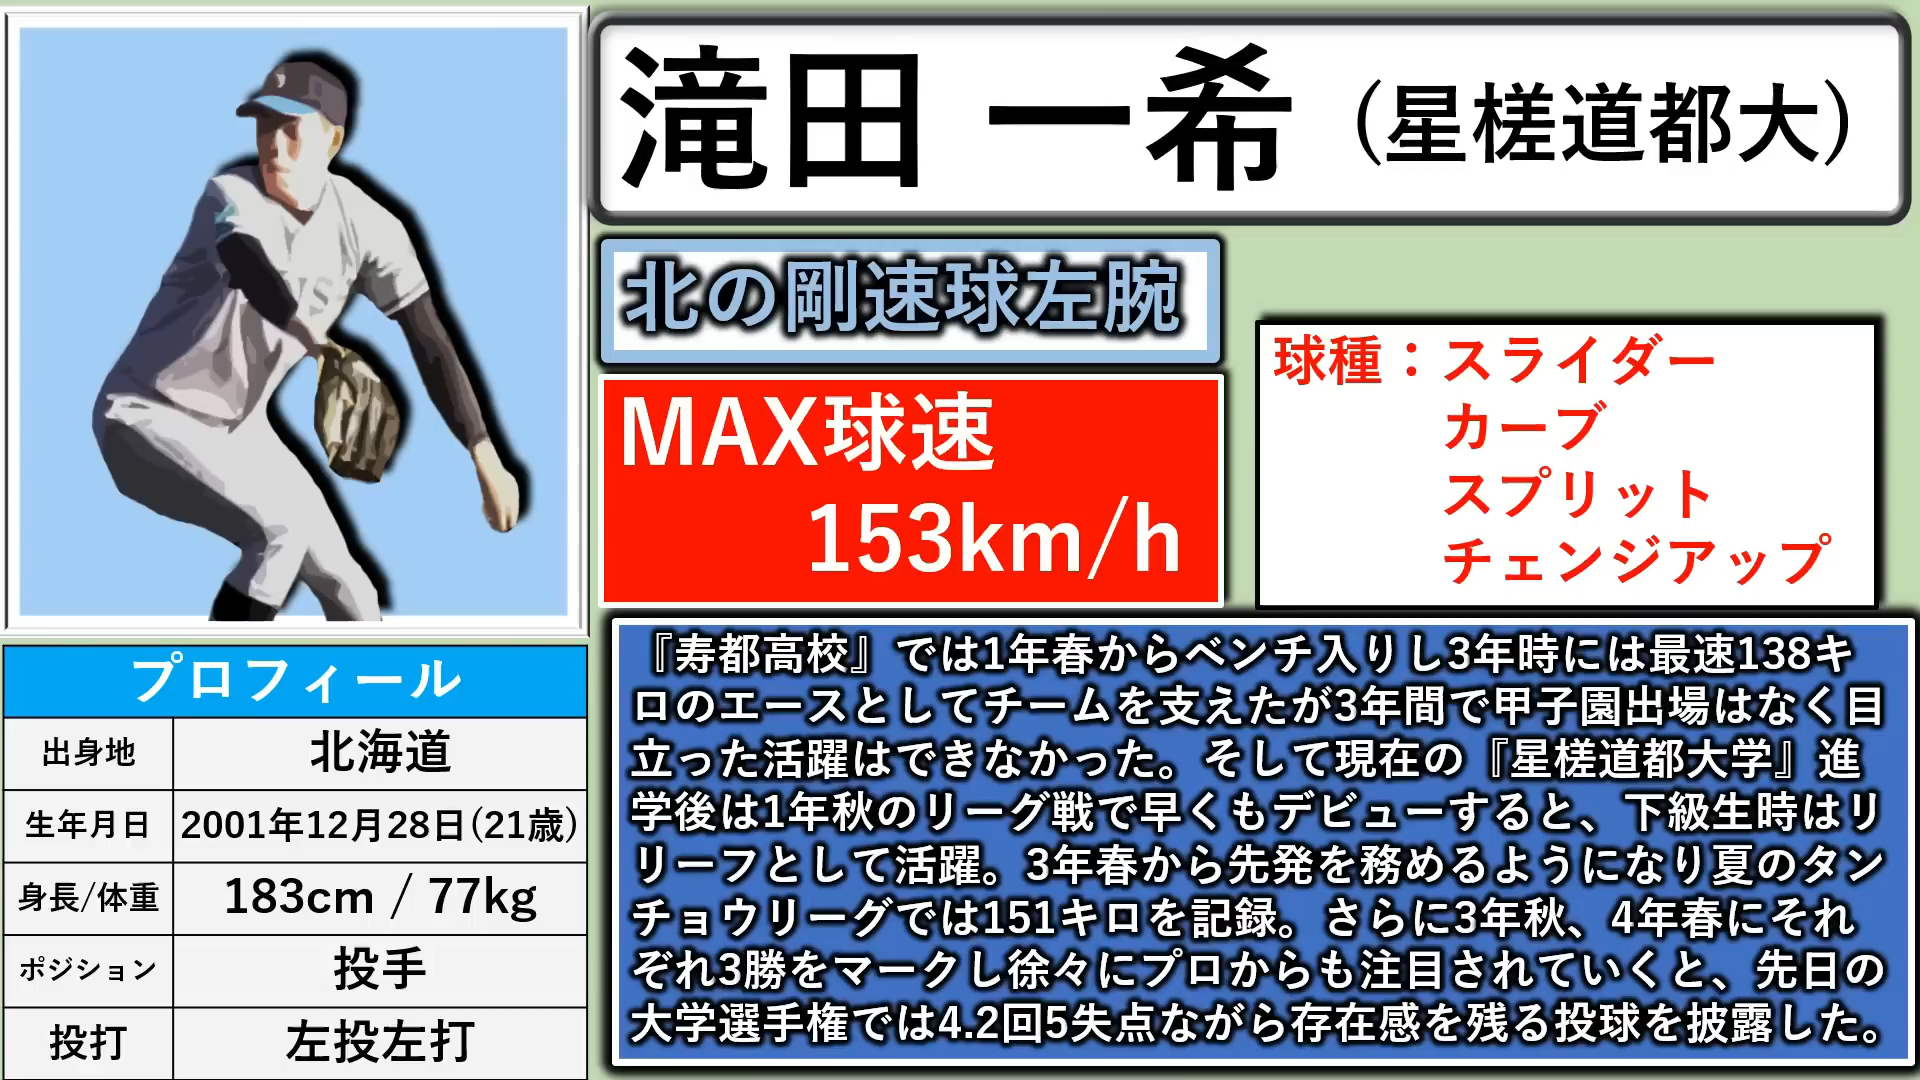 滝田 一希（星槎道都大）
北の剛速球左腕
MAX球速
153km/h
球種：スライダー
カーブ
スプリット
チェンジアップ
プロフィール
出身地 北海道
生年月日 2001年12月28日(21歳)
身長/体重 183cm / 77kg
ポジション 投手
投打 左投左打
『寿都高校』では1年春からベンチ入りし3年時には最速138キ
ロのエースとしてチームを支えたが3年間で甲子園出場はなく目
立った活躍はできなかった。そして現在の『星槎道都大学』進
学後は1年秋のリーグ戦で早くもデビューすると、下級生時はリ
リーフとして活躍。3年春から先発を務めるようになり夏のタン
チョウリーグでは151キロを記録。さらに3年秋、4年春にそれ
ぞれ3勝をマークし徐々にプロからも注目されていくと、先日の
大学選手権では4.2回5失点ながら存在感を残る投球を披露した。